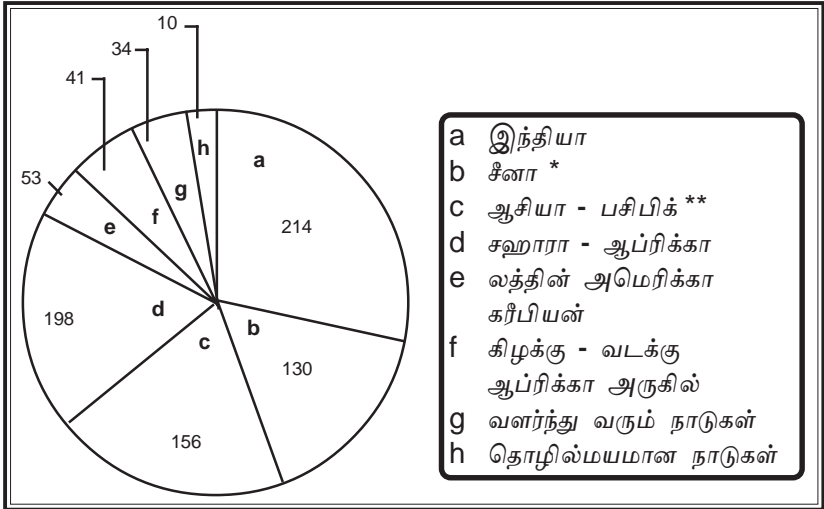 10
34
41
53
h
a
g
f
e
214
198
d
b
c
130
156
a இந்தியா
b சீனா *
c ஆசியா - பசிபிக் **
d சஹாரா - ஆப்ரிக்கா
e லத்தின் அமெரிக்கா
கரீபியன்
f கிழக்கு - வடக்கு
ஆப்ரிக்கா அருகில்
g வளர்ந்து வரும் நாடுகள்
h தொழில்மயமான நாடுகள்